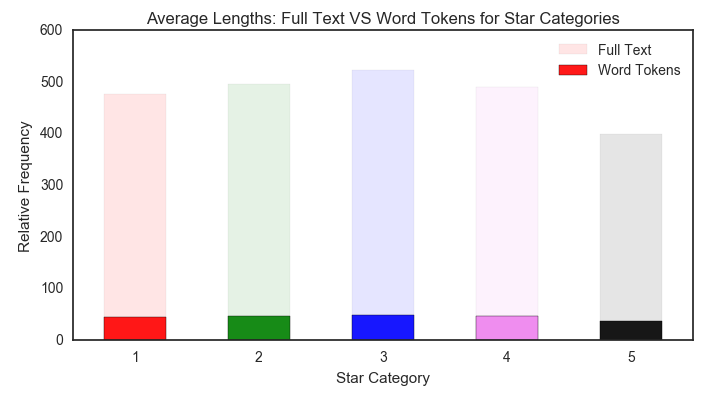 Average Lengths: Full Text VS Word Tokens for Star Categories
600
500
400
300
200
100
0
Relative Frequency
Full Text
Word Tokens
1 2 3 4 5
Star Category